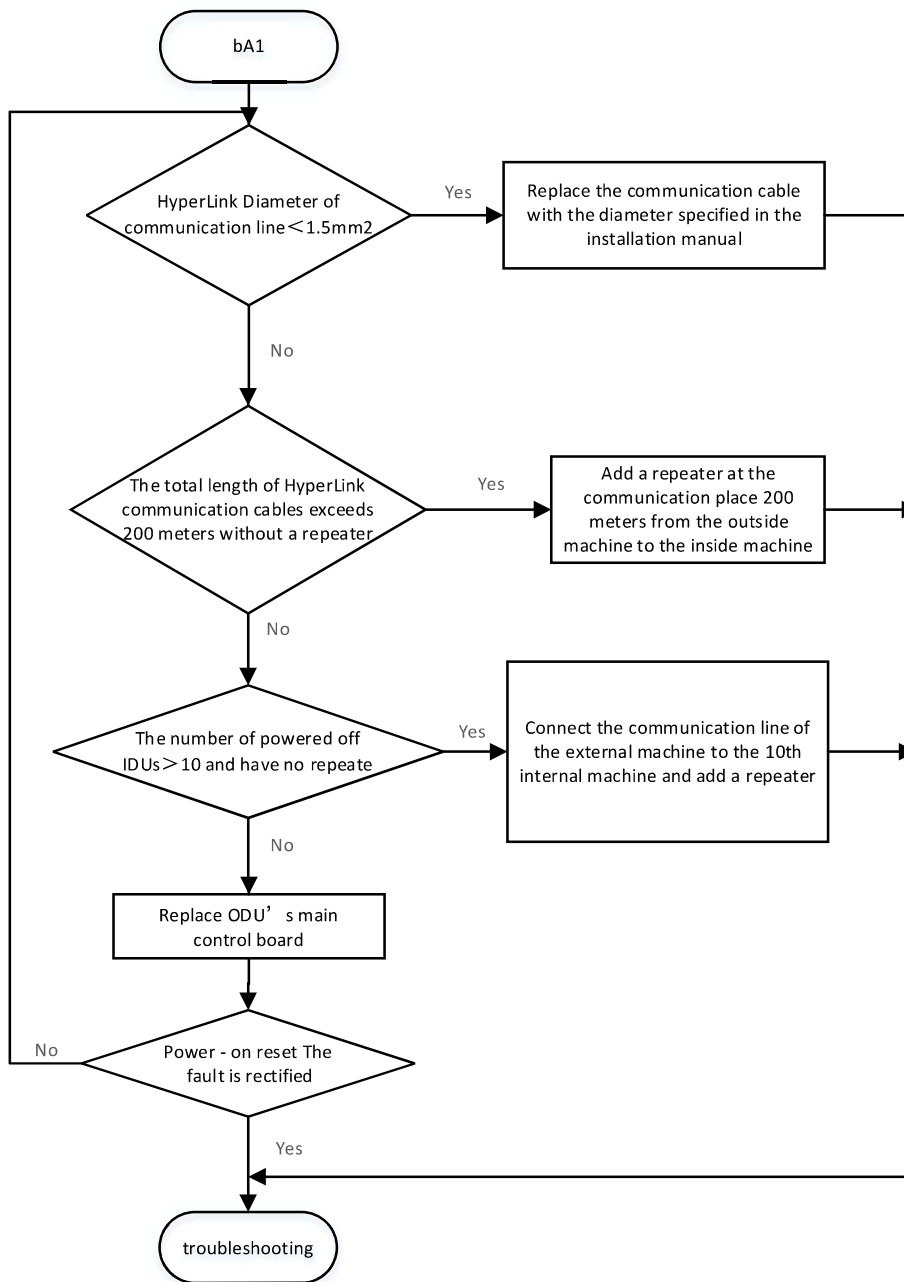 bA1
HyperLink Diameter of
communication line＜1.5mm2
Yes
Replace the communication cable
with the diameter specified in the
installation manual
No
The total length of HyperLink
communication cables exceeds
200 meters without a repeater
Yes
Add a repeater at the
communication place 200
meters from the outside
machine to the inside machine
No
The number of powered off
IDUs＞10 and have no repeate
Yes
Connect the communication line of
the external machine to the 10th
internal machine and add a repeater
No
Replace ODU’ s main
control board
Power - on reset The
fault is rectified
No
Yes
troubleshooting